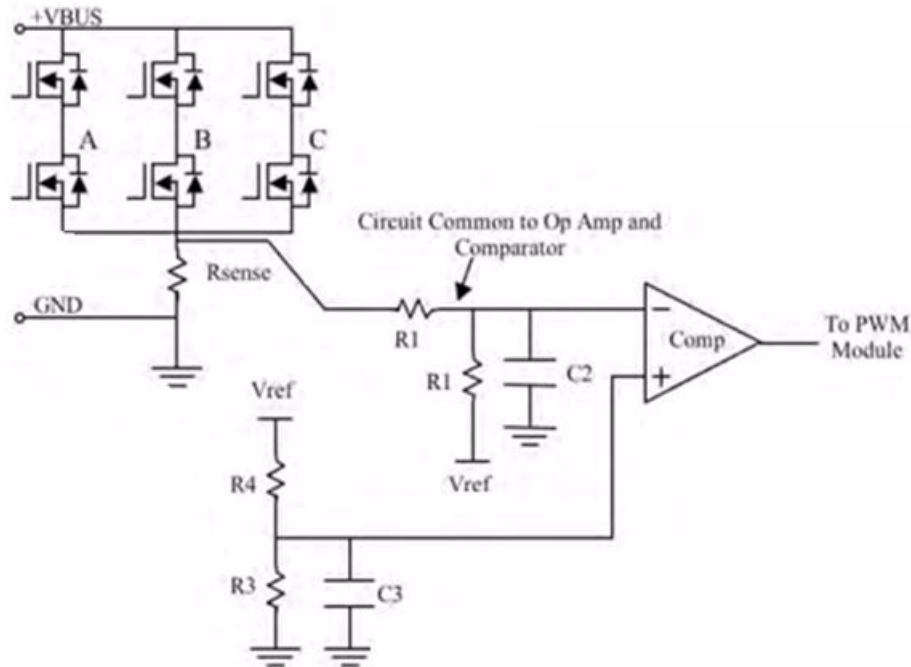 +VBUS
A
B
C
Circuit Common to Op Amp and
Comparator
Rsense
GND
R1
−
Comp
+
To PWM
Module
R1
C2
Vref
Vref
R4
R3
C3